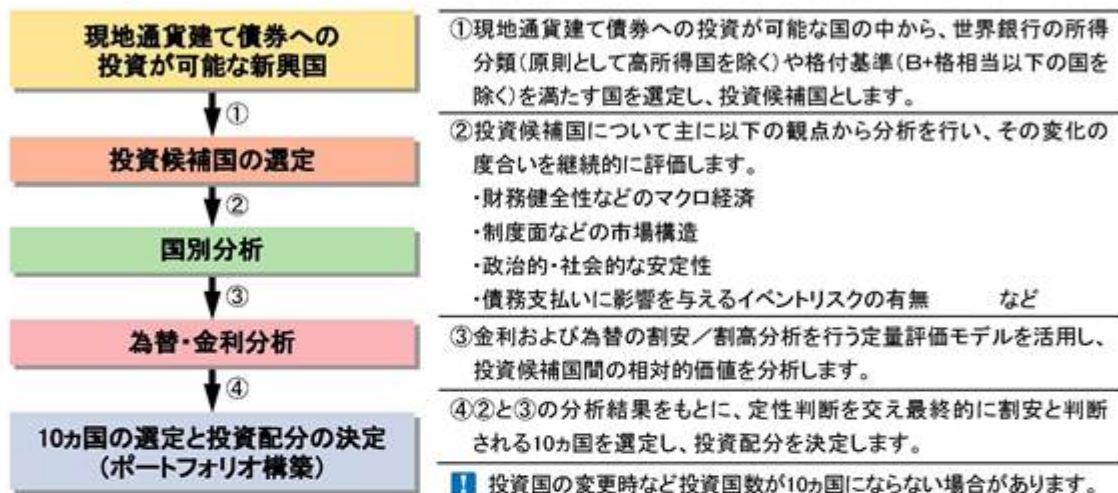 現地通貨建て債券への
投資が可能な新興国
①
投資候補国の選定
②
国別分析
③
為替・金利分析
④
10ヵ国の選定と投資配分の決定
(ポートフォリオ構築)
①現地通貨建て債券への投資が可能な国の中から、世界銀行の所得
分類(原則として高所得国を除く)や格付基準(B+格相当以下の国を
除く)を満たす国を選定し、投資候補国とします。
②投資候補国について主に以下の観点から分析を行い、その変化の
度合いを継続的に評価します。
・財務健全性などのマクロ経済
・制度面などの市場構造
・政治的・社会的な安定性
・債務支払いに影響を与えるイベントリスクの有無 など
③金利および為替の割安/割高分析を行う定量評価モデルを活用し、
投資候補国間の相対的価値を分析します。
④②と③の分析結果をもとに、定性判断を交え最終的に割安と判断
される10ヵ国を選定し、投資配分を決定します。
! 投資国の変更時など投資国数が10ヵ国にならない場合があります。